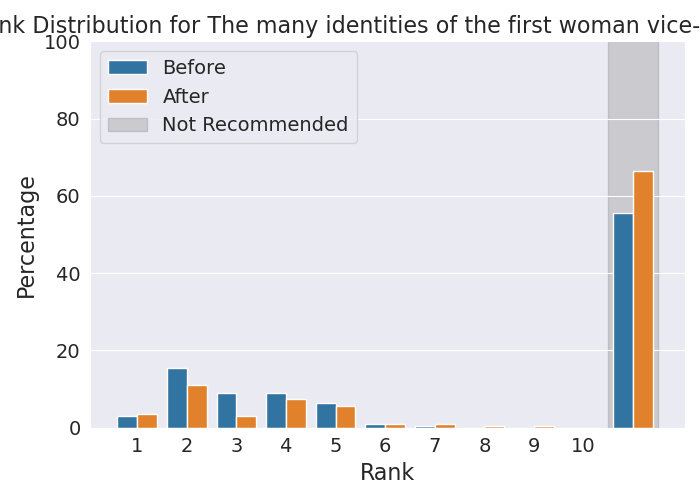 nk Distribution for The many identities of the first woman vice-
100
80
60
40
20
0
Percentage
Before
After
Not Recommended
1 2 3 4 5 6 7 8 9 10
Rank